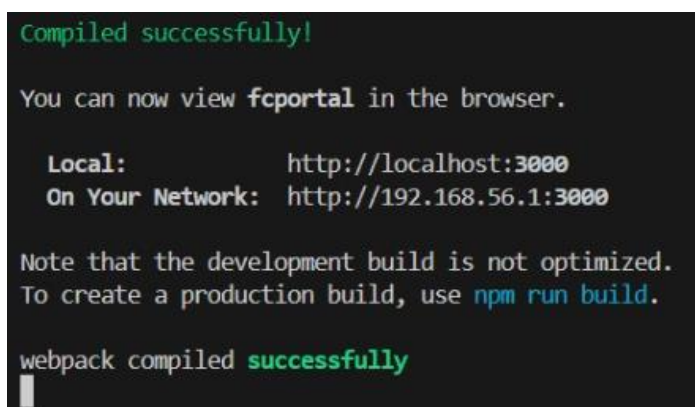 Compiled successfully!
You can now view fcportal in the browser.
Local: http://localhost:3000
On Your Network: http://192.168.56.1:3000
Note that the development build is not optimized.
To create a production build, use npm run build.
webpack compiled successfully